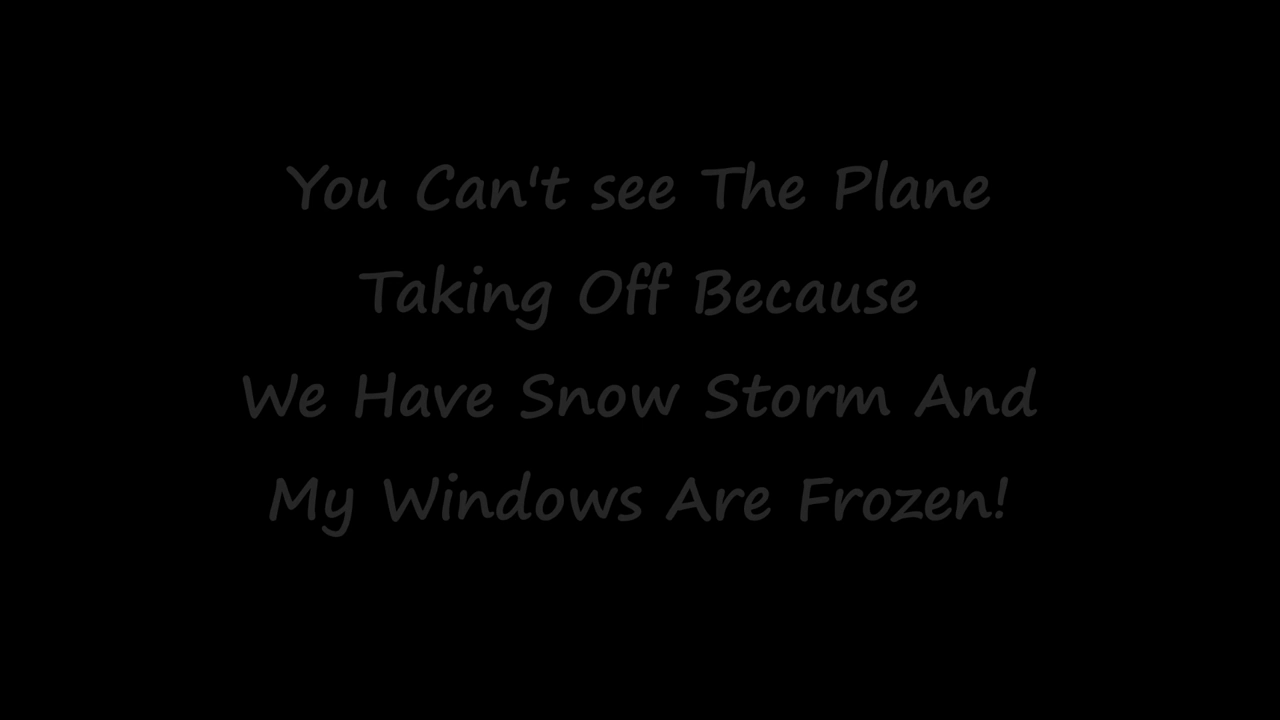 You Can't see The Plane
Taking Off Because
We Have Snow Storm And
My Windows Are Frozen!